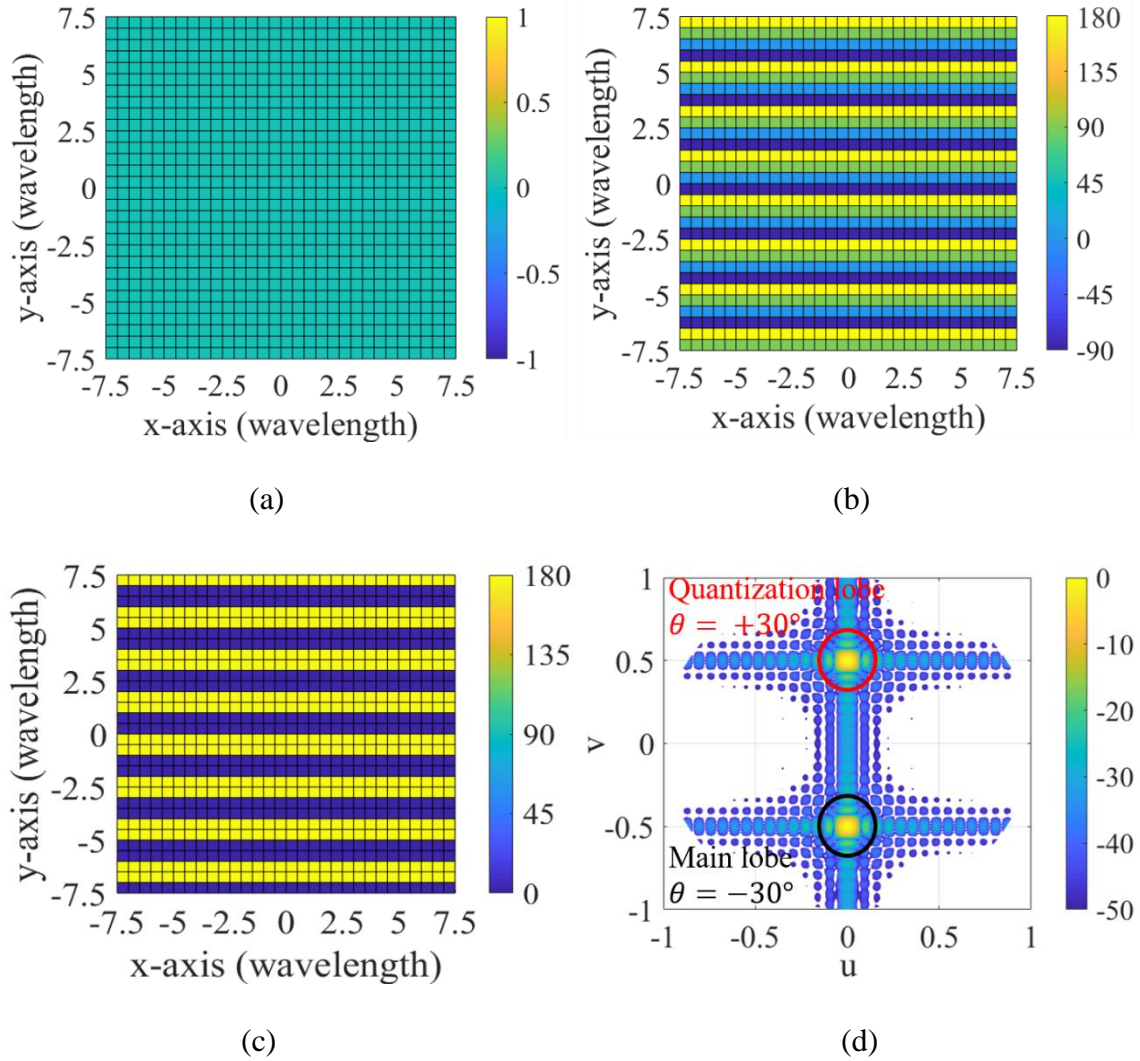 7.5
5
2.5
0
-2.5
-5
-7.5
y-axis (wavelength)
-7.5 -5 -2.5 0 2.5 5 7.5
x-axis (wavelength)
1
0.5
0
-0.5
-1
(a)
7.5
5
2.5
0
-2.5
-5
-7.5
y-axis (wavelength)
-7.5 -5 -2.5 0 2.5 5 7.5
x-axis (wavelength)
180
135
90
45
0
-45
-90
(b)
7.5
5
2.5
0
-2.5
-5
-7.5
y-axis (wavelength)
-7.5 -5 -2.5 0 2.5 5 7.5
x-axis (wavelength)
180
135
90
45
0
(c)
1
0.5
0
-0.5
-1
v
Quantization lobe
θ = +30°
Main lobe
θ = −30°
-1 -0.5 0 0.5 1
u
0
-10
-20
-30
-40
-50
(d)